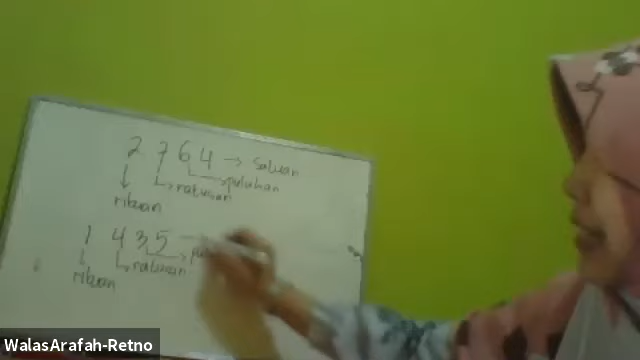 2 7 6 4 → Satuan
puluhan
ratusan
ribuan
1 4 3 5
ratusan
ribuan
WalasArafah-Retno